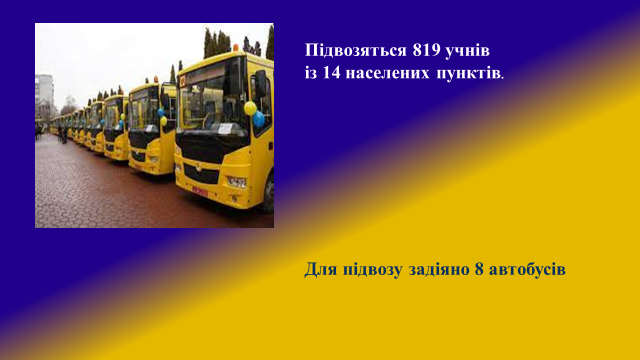 Підвозяться 819 учнів
із 14 населених пунктів.
Для підвозу задіяно 8 автобусів